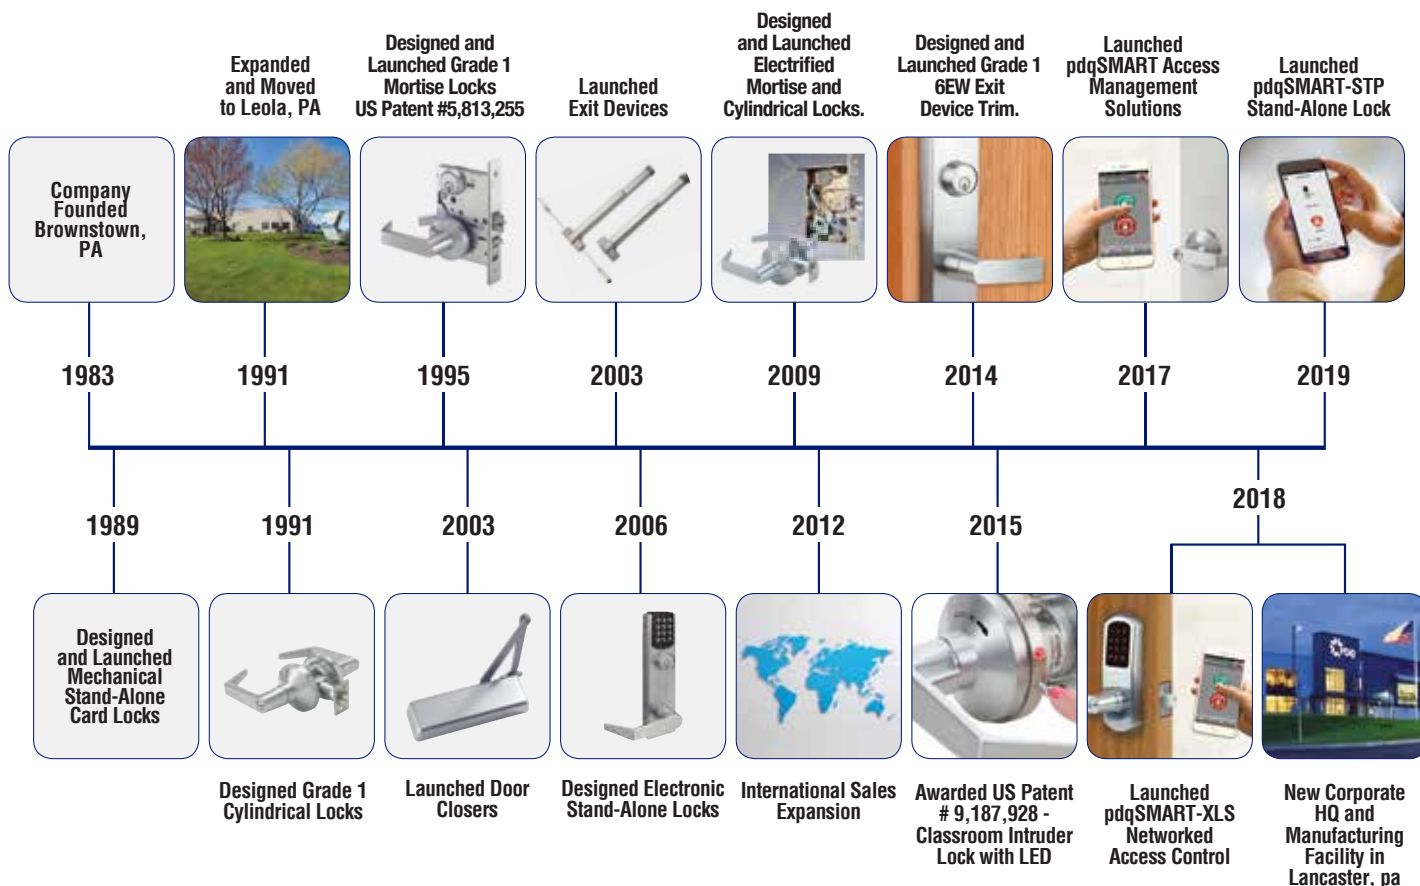 Company
Founded
Brownstown,
PA
1983
Expanded
and Moved
to Leola, PA
1991
Designed and
Launched Grade 1
Mortise Locks
US Patent #5,813,255
1995
Launched
Exit Devices
2003
Designed
and Launched
Electrified
Mortise and
Cylindrical Locks.
2009
Designed and
Launched Grade 1
6EW Exit
Device Trim.
2014
Launched
pdqSMART Access
Management
Solutions
2017
Launched
pdqSMART-STP
Stand-Alone Lock
2019
1989
Designed
and Launched
Mechanical
Stand-Alone
Card Locks
1991
Designed Grade 1
Cylindrical Locks
2003
Launched Door
Closers
2006
Designed Electronic
Stand-Alone Locks
2012
International Sales
Expansion
2015
Awarded US Patent
# 9,187,928 -
Classroom Intruder
Lock with LED
2018
Launched
pdqSMART-XLS
Networked
Access Control
New Corporate
HQ and
Manufacturing
Facility in
Lancaster, pa